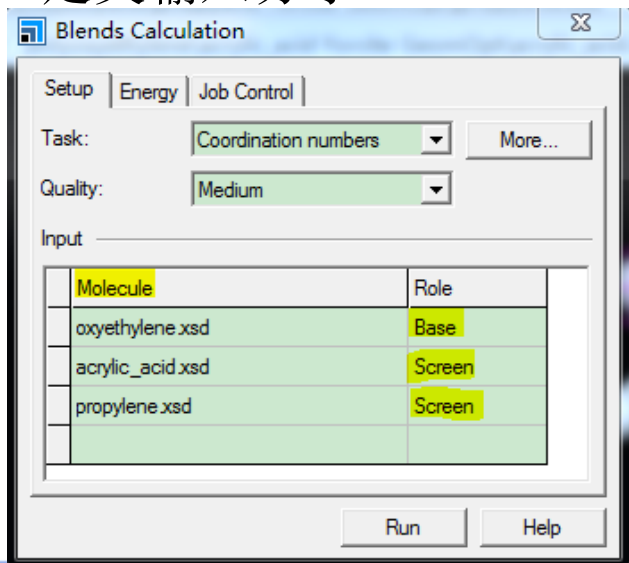 Blends Calculation
Setup Energy Job Control
Task: Coordination numbers More...
Quality: Medium
Input
Molecule Role
oxyethylene.xsd Base
acrylic_acid.xsd Screen
propylene.xsd Screen
Run Help